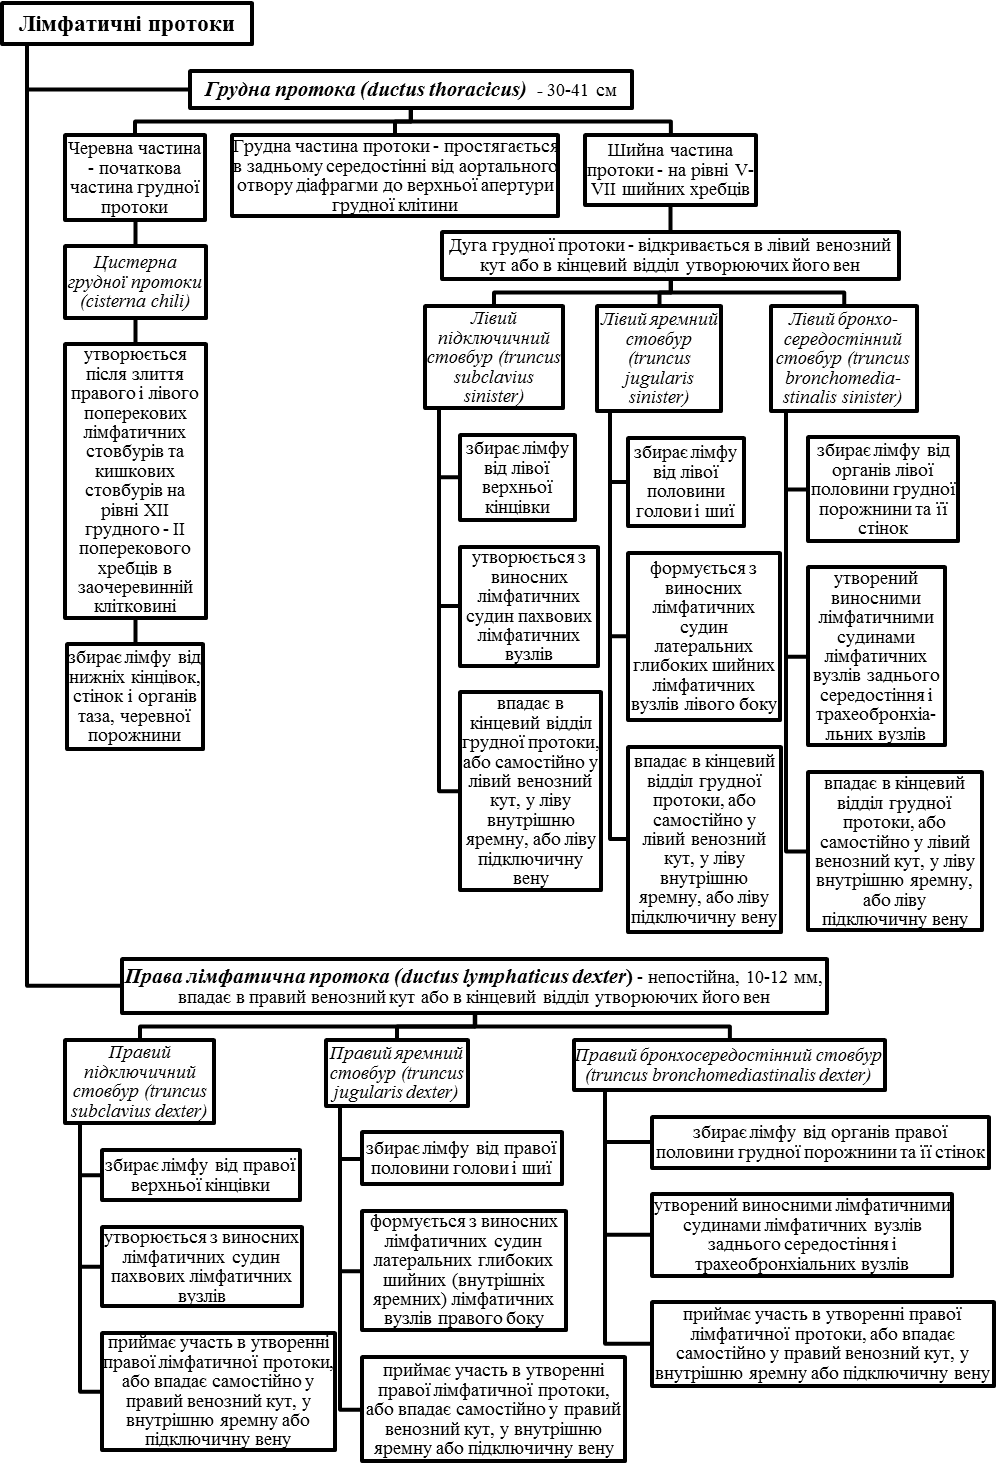 Лімфатичні протоки
Грудна протока (ductus thoracicus) - 30-41 см
Черевна частина
- початкова
частина грудної
протоки
Грудна частина протоки - простягається
в задньому середостінні від аортального
отвору діафрагми до верхньої апертури
грудної клітини
Шийна частина
протоки - на рівні V-
VII шийних хребців
Цистерна
грудної протоки
(cisterna chili)
утворюється
після злиття
правого і лівого
поперекових
лімфатичних
стовбурів та
кишкових
стовбурів на
рівні XII
грудного - II
поперекового
хребців в
заочеревинній
клітковині
збирає лімфу від
нижніх кінцівок,
стінок і органів
таза, черевної
порожнини
Дуга грудної протоки - відкривається в лівий венозний
кут або в кінцевий відділ утворюючих його вен
Лівий
підключичний
стовбур (truncus
subclavius
sinister)
збирає лімфу
від лівої
верхньої
кінцівки
утворюється з
виносних
лімфатичних
судин пахвових
лімфатичних
вузлів
впадає в
кінцевий відділ
грудної протоки,
або самостійно у
лівий венозний
кут, у ліву
внутрішню
яремну, або ліву
підключичну
вену
Лівий яремний
стовбур
(truncus
jugularis
sinister)
збирає лімфу
від лівої
половини
голови і шиї
формується з
виносних
лімфатичних
судин
латеральних
глибоких шийних
лімфатичних
вузлів лівого боку
впадає в кінцевий
відділ грудної
протоки, або
самостійно у
лівий венозний
кут, у ліву
внутрішню
яремну, або ліву
підключичну вену
Лівий бронхо-
середостінний
стовбур (truncus
bronchomedia-
stinalis sinister)
збирає лімфу від
органів лівої
половини грудної
порожнини та її
стінок
утворений
виносними
лімфатичними
судинами
лімфатичних
вузлів заднього
середостіння і
трахеобронхіа-
льних вузлів
впадає в кінцевий
відділ грудної
протоки, або
самостійно у лівий
венозний кут, у ліву
внутрішню яремну,
або ліву
підключичну вену
Права лімфатична протока (ductus lymphaticus dexter) - непостійна, 10-12 мм,
впадає в правий венозний кут або в кінцевий відділ утворюючих його вен
Правий
підключичний
стовбур (truncus
subclavius dexter)
збирає лімфу від правої
верхньої кінцівки
утворюється з виносних
лімфатичних судин
пахвових лімфатичних
вузлів
приймає участь в утворенні
правої лімфатичної протоки,
або впадає самостійно у
правий венозний кут, у
внутрішню яремну або
підключичну вену
Правий яремний
стовбур (truncus
jugularis dexter)
збирає лімфу від правої
половини голови і шиї
формується з виносних
лімфатичних судин
латеральних глибоких
шийних (внутрішніх
яремних) лімфатичних
вузлів правого боку
приймає участь в утворенні
правої лімфатичної протоки,
або впадає самостійно у правий
венозний кут, у внутрішню
яремну або підключичну вену
Правий бронхосередостінний стовбур
(truncus bronchomediastinalis dexter)
збирає лімфу від органів правої
половини грудної порожнини та її стінок
утворений виносними лімфатичними
судинами лімфатичних вузлів
заднього середостіння і
трахеобронхіальних вузлів
приймає участь в утворенні правої
лімфатичної протоки, або впадає
самостійно у правий венозний кут, у
внутрішню яремну або підключичну вену